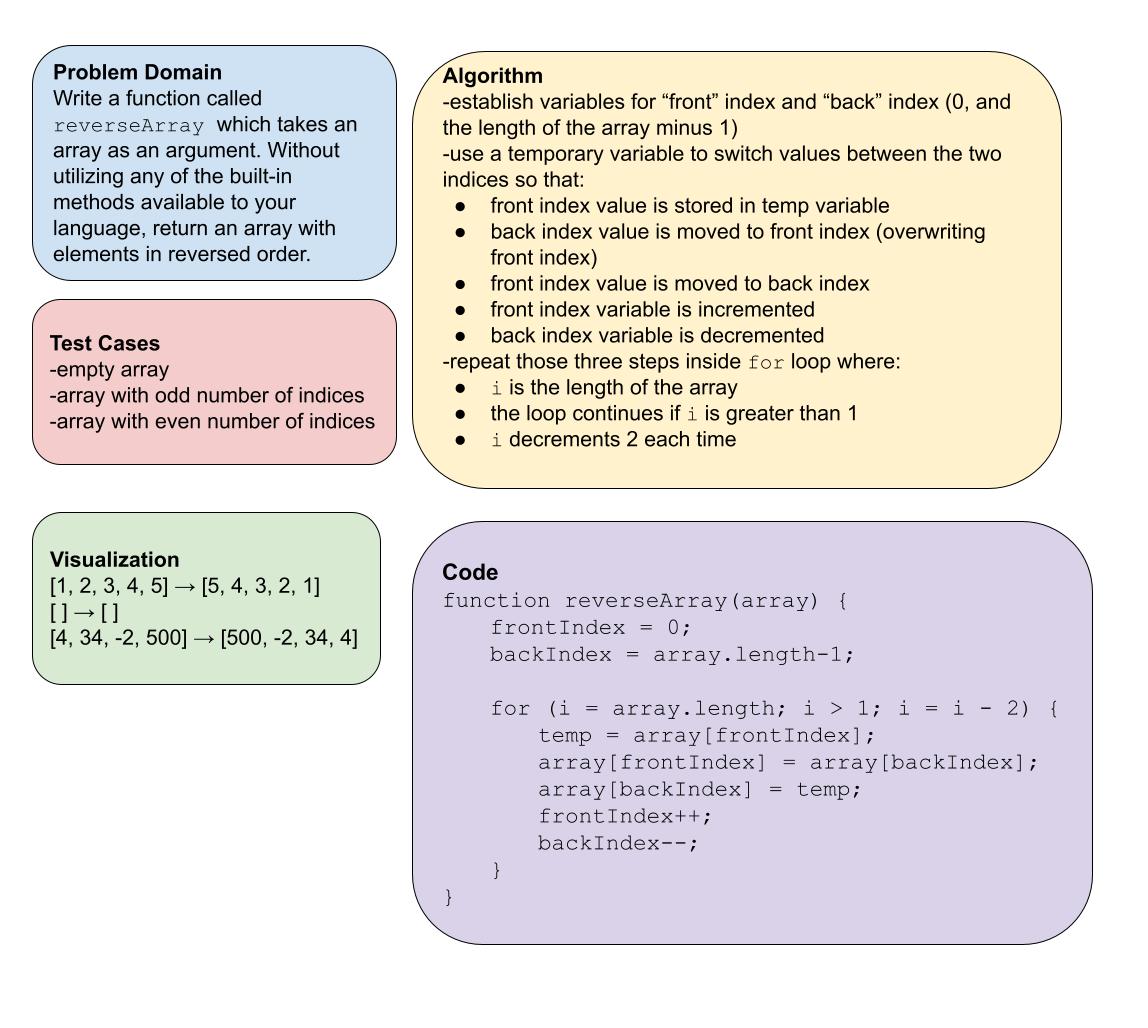 Problem Domain
Write a function called
reverseArray which takes an
array as an argument. Without
utilizing any of the built-in
methods available to your
language, return an array with
elements in reversed order.
Test Cases
-empty array
-array with odd number of indices
-array with even number of indices
Visualization
[1, 2, 3, 4, 5] → [5, 4, 3, 2, 1]
[ ] → [ ]
[4, 34, -2, 500] → [500, -2, 34, 4]
Algorithm
-establish variables for “front” index and “back” index (0, and
the length of the array minus 1)
-use a temporary variable to switch values between the two
indices so that:
● front index value is stored in temp variable
● back index value is moved to front index (overwriting
front index)
● front index value is moved to back index
● front index variable is incremented
● back index variable is decremented
-repeat those three steps inside for loop where:
● i is the length of the array
● the loop continues if i is greater than 1
● i decrements 2 each time
Code
function reverseArray(array) {
    frontIndex = 0;
    backIndex = array.length-1;
    for (i = array.length; i > 1; i = i - 2) {
        temp = array[frontIndex];
        array[frontIndex] = array[backIndex];
        array[backIndex] = temp;
        frontIndex++;
        backIndex--;
    }
}